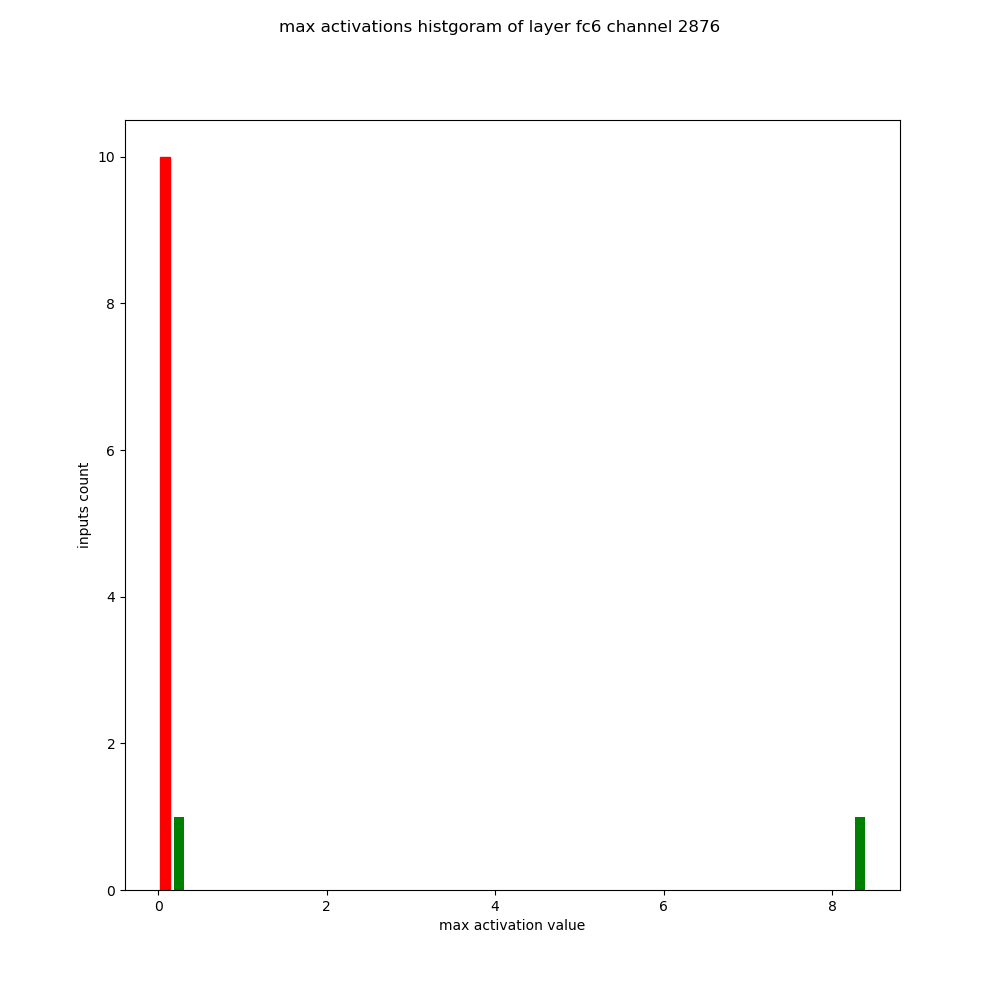 max activations histgoram of layer fc6 channel 2876
10
8
6
4
2
0
inputs count
0 2 4 6 8
max activation value